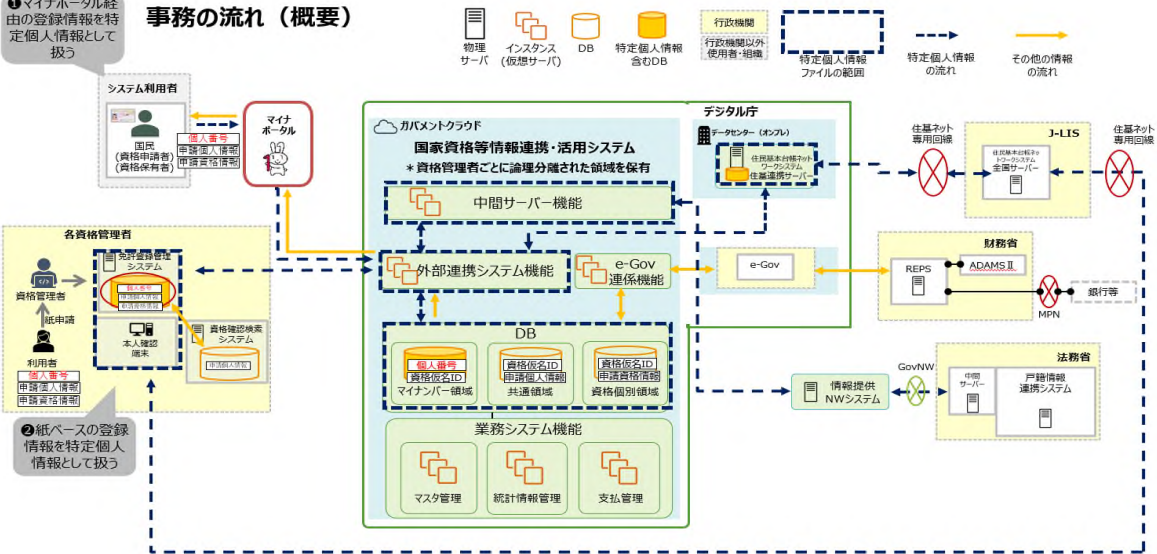 ❶マイナポータル経
由の登録情報を特
定個人情報として
扱う
事務の流れ（概要）
物理
サーバ
インスタンス
(仮想サーバ)
DB
特定個人情報
含むDB
行政機関
行政機関以外
使用者・組織
特定個人情報
ファイルの範囲
特定個人情報
の流れ
その他の情報
の流れ
システム利用者
国民
(資格申請者)
(資格保有者)
個人番号
申請個人情報
申請資格情報
マイナ
ポータル
ガバメントクラウド
国家資格等情報連携・活用システム
＊資格管理者ごとに論理分離された領域を保有
中間サーバー機能
外部連携システム機能
e-Gov
連係機能
DB
個人番号
資格仮名ID
マイナンバー領域
資格仮名ID
申請個人情報
共通領域
資格仮名ID
申請資格情報
資格個別領域
業務システム機能
マスタ管理
統計情報管理
支払管理
デジタル庁
データセンター（オンプレ）
住民基本台帳ネット
ワークシステム
住基連携サーバー
住基ネット
専用回線
J-LIS
住民基本台帳ネッ
トワークシステム
全国サーバー
住基ネット
専用回線
e-Gov
財務省
REPS
ADAMSⅡ
MPN
銀行等
法務省
情報提供
NWシステム
GovNW
中間
サーバー
戸籍情報
連携システム
各資格管理者
資格管理者
紙申請
利用者
個人番号
申請個人情報
申請資格情報
免許登録管理
システム
個人番号
申請個人情報
申請資格情報
本人確認
端末
資格確認検索
システム
申請個人情報
❷紙ベースの登録
情報を特定個人
情報として扱う